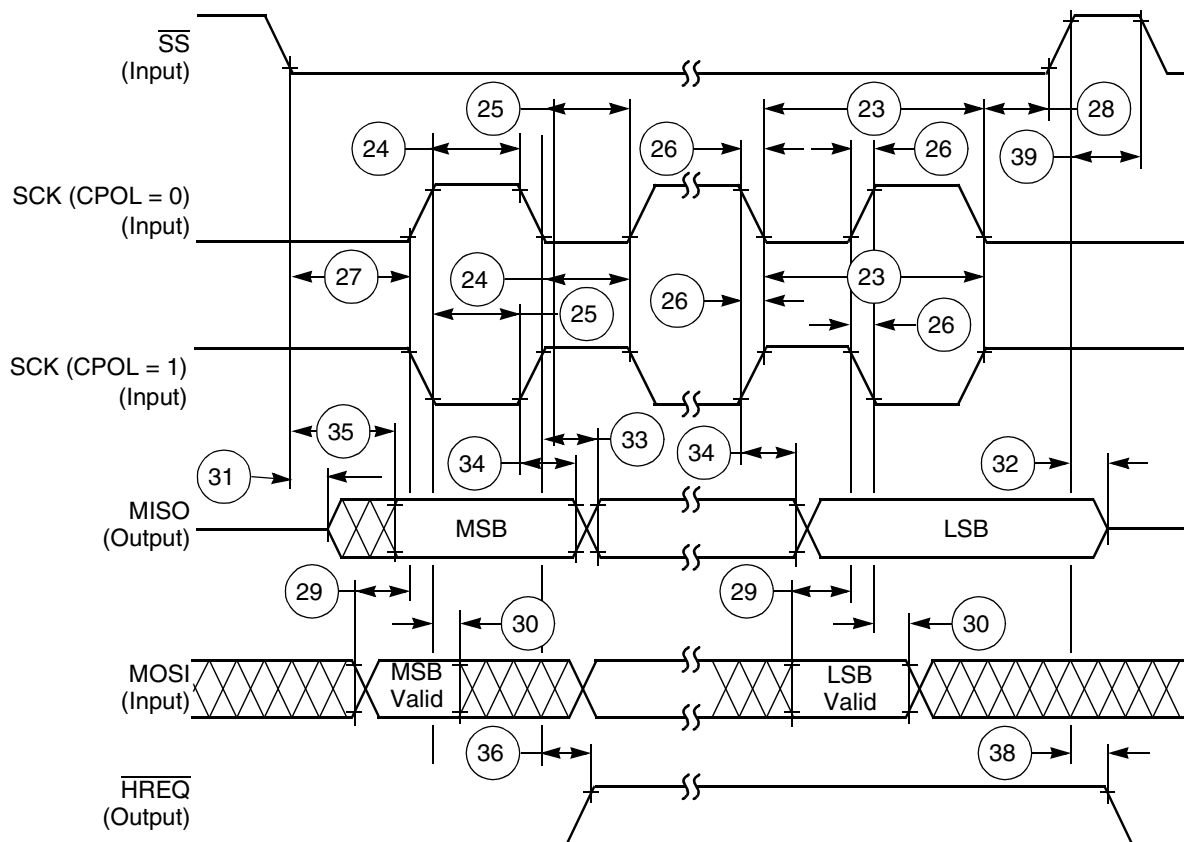 SS
(Input)
25
23
28
24
26
26
39
SCK (CPOL = 0)
(Input)
27
24
23
26
25
26
SCK (CPOL = 1)
(Input)
35
33
34
34
31
32
MISO
(Output)
MSB
LSB
29
29
30
30
MOSI
(Input)
MSB
Valid
LSB
Valid
36
38
HREQ
(Output)